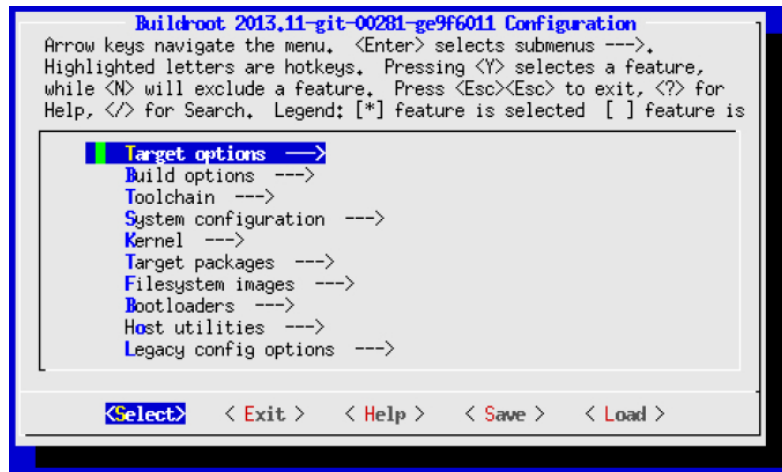 Buildroot 2013.11-git-00281-ge9f6011 Configuration
Arrow keys navigate the menu.  <Enter> selects submenus --->.
Highlighted letters are hotkeys.  Pressing <Y> selectes a feature,
while <N> will exclude a feature.  Press <Esc><Esc> to exit, <?> for
Help, </> for Search.  Legend: [*] feature is selected  [ ] feature is
Target options  --->
Build options  --->
Toolchain  --->
System configuration  --->
Kernel  --->
Target packages  --->
Filesystem images  --->
Bootloaders  --->
Host utilities  --->
Legacy config options  --->
<Select>    < Exit >    < Help >    < Save >    < Load >